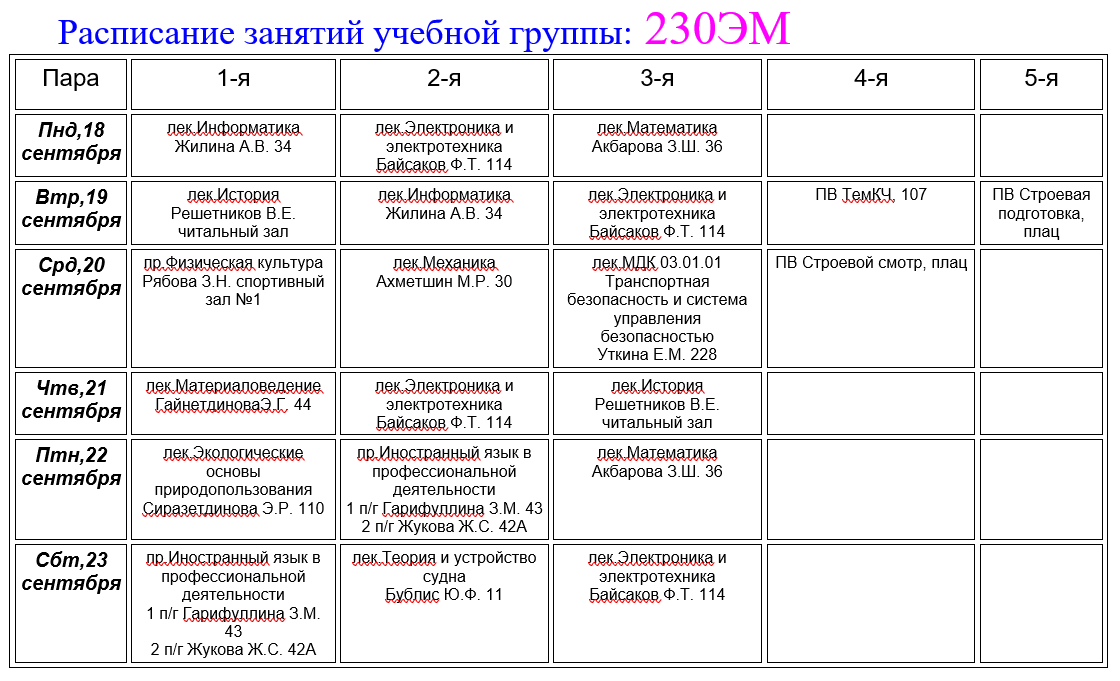 Расписание занятий учебной группы: 230ЭМ
Пара
1-я
2-я
3-я
4-я
5-я
Пнд,18
сентября
лек.Информатика
Жилина А.В. 34
лек.Электроника и
электротехника
Байсаков Ф.Т. 114
лек.Математика
Акбарова З.Ш. 36
Втр,19
сентября
лек.История
Решетников В.Е.
читальный зал
лек.Информатика
Жилина А.В. 34
лек.Электроника и
электротехника
Байсаков Ф.Т. 114
ПВ ТемКЧ, 107
ПВ Строевая
подготовка,
плац
Срд,20
сентября
пр.Физическая культура
Рябова З.Н. спортивный
зал №1
лек.Механика
Ахметшин М.Р. 30
лек.МДК 03.01.01
Транспортная
безопасность и система
управления
безопасностью
Уткина Е.М. 228
ПВ Строевой смотр, плац
Чтв,21
сентября
лек.Материаловедение
ГайнетдиноваЭ.Г. 44
лек.Электроника и
электротехника
Байсаков Ф.Т. 114
лек.История
Решетников В.Е.
читальный зал
Птн,22
сентября
лек.Экологические
основы
природопользования
Сиразетдинова Э.Р. 110
пр.Иностранный язык в
профессиональной
деятельности
1 п/г Гарифуллина З.М. 43
2 п/г Жукова Ж.С. 42А
лек.Математика
Акбарова З.Ш. 36
Сбт,23
сентября
пр.Иностранный язык в
профессиональной
деятельности
1 п/г Гарифуллина З.М.
43
2 п/г Жукова Ж.С. 42А
лек.Теория и устройство
судна
Бублис Ю.Ф. 11
лек.Электроника и
электротехника
Байсаков Ф.Т. 114